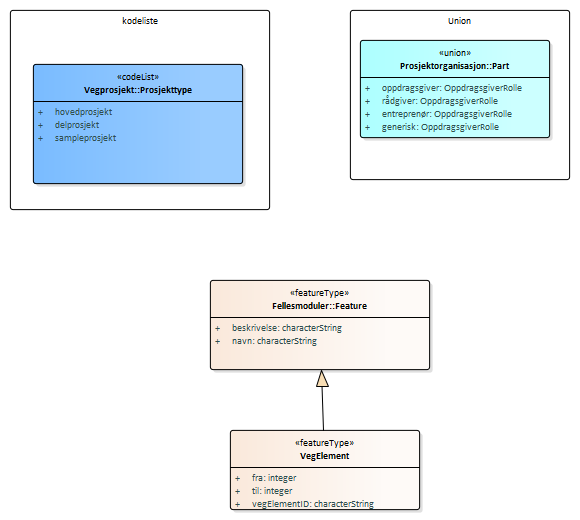 kodeliste
«codeList»
Vegprosjekt::Prosjekttype
+ hovedprosjekt
+ delprosjekt
+ sampleprosjekt
Union
«union»
Prosjektorganisasjon::Part
+ oppdragsgiver: OppdragsgiverRolle
+ rådgiver: OppdragsgiverRolle
+ entreprenør: OppdragsgiverRolle
+ generisk: OppdragsgiverRolle
«featureType»
Fellesmoduler::Feature
+ beskrivelse: characterString
+ navn: characterString
«featureType»
VegElement
+ fra: integer
+ til: integer
+ vegElementID: characterString